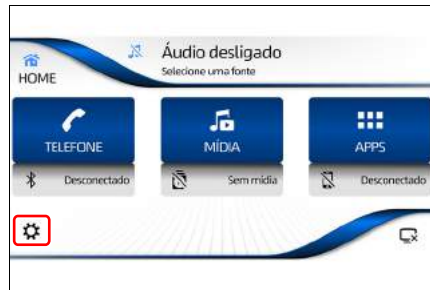 Áudio desligado
Selecione uma fonte
HOME
TELEFONE
MÍDIA
APPS
Desconectado
Sem mídia
Desconectado